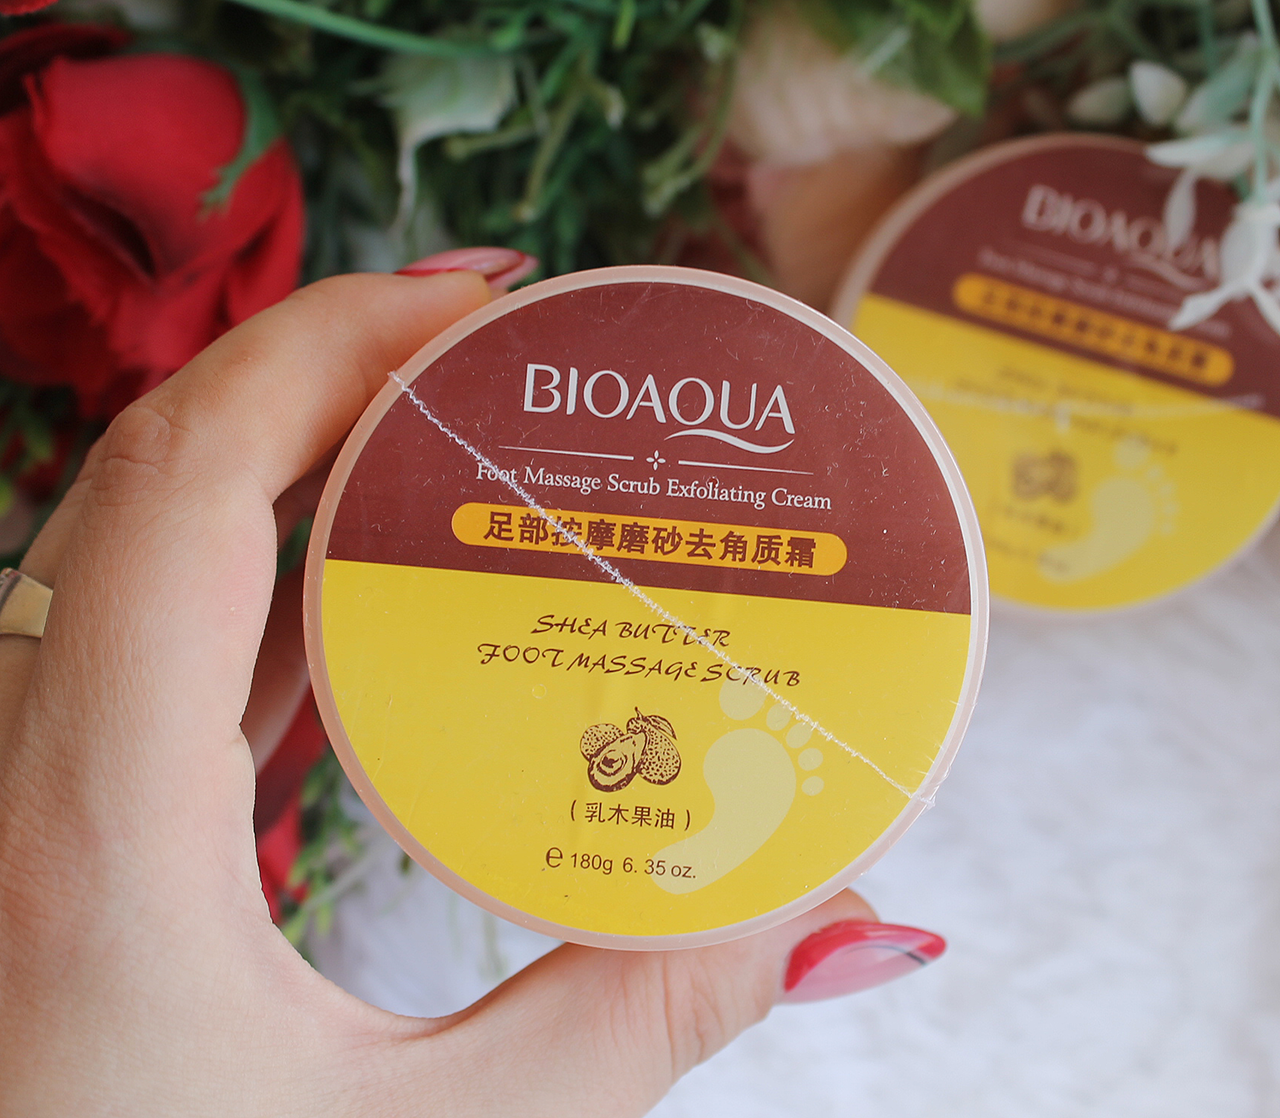 BIOAQUA
Foot Massage Scrub Exfoliating Cream
足部按摩磨砂去角质霜
SHEA BUTTER
FOOT MASSAGE SCRUB
(乳木果油)
e 180g 6.35 oz.
BIOAQUA